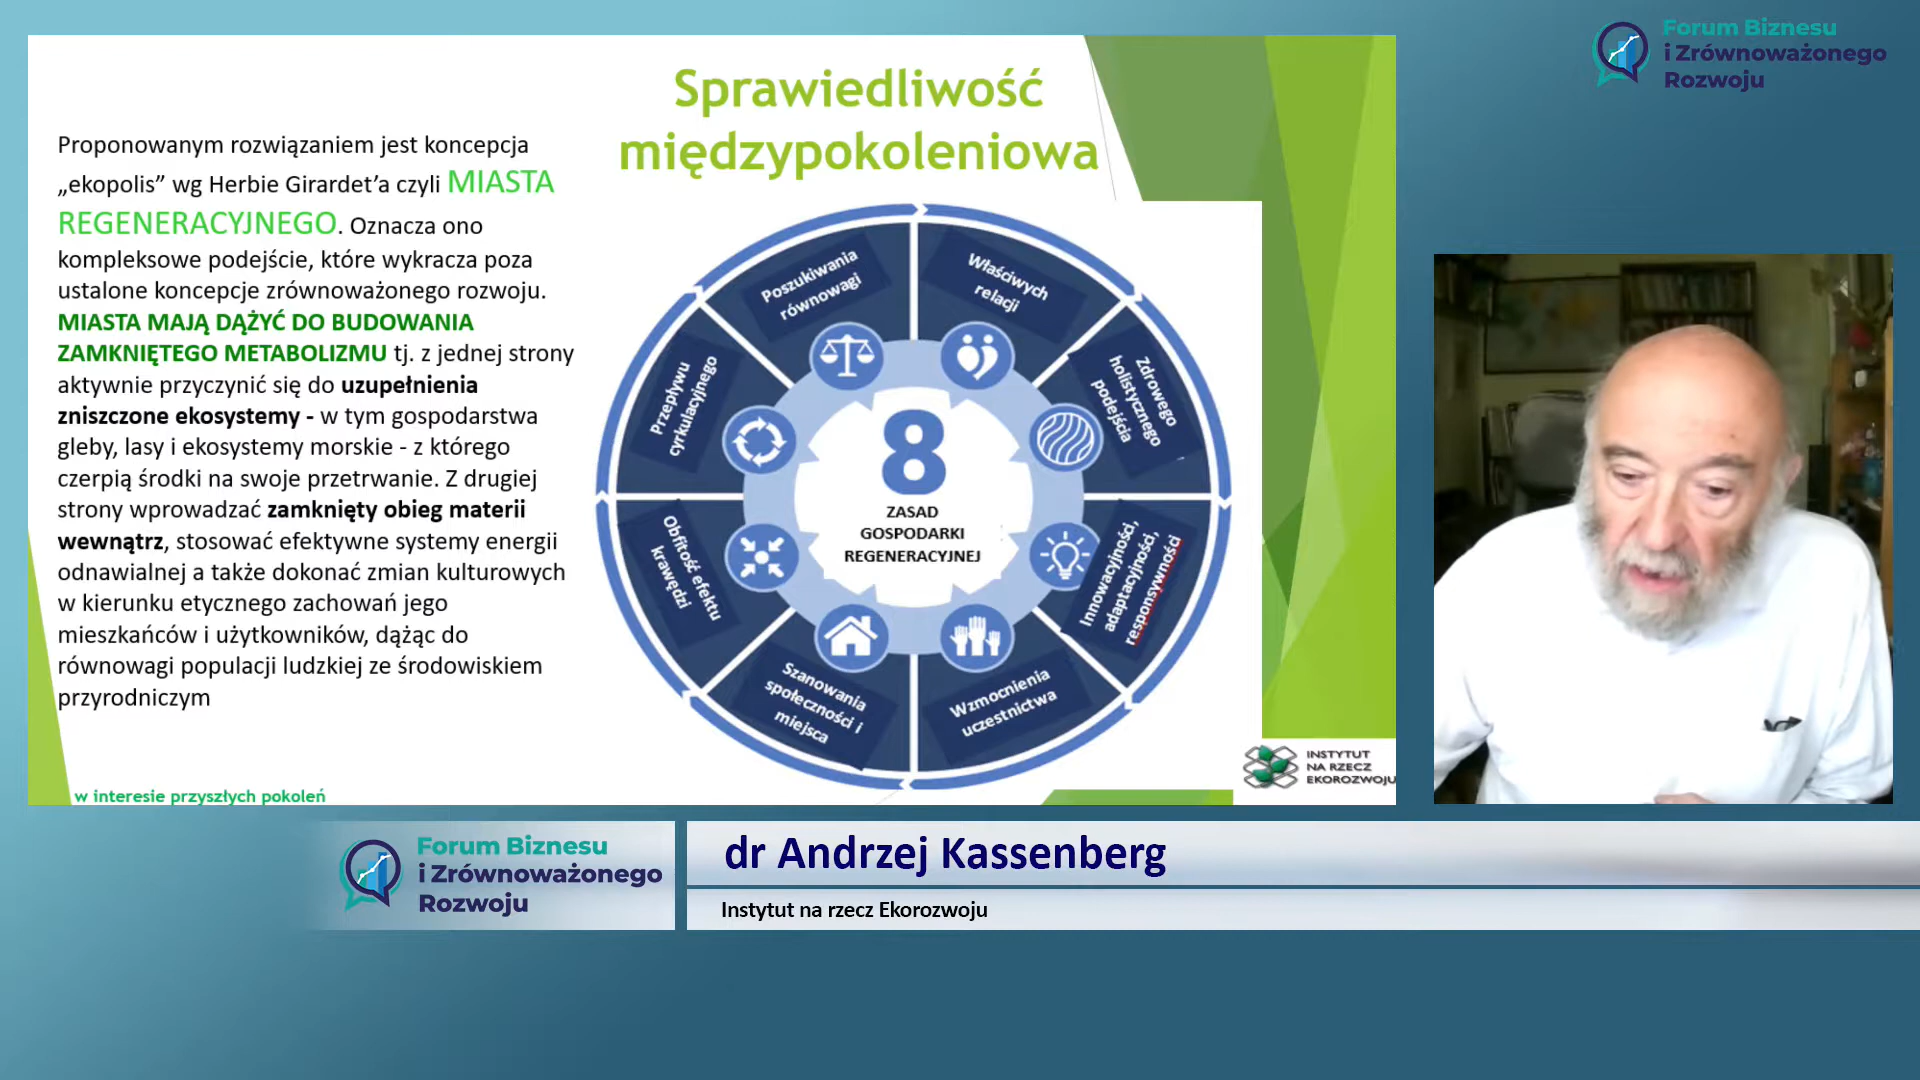 Forum Biznesu
i Zrównoważonego
Rozwoju
Sprawiedliwość
międzypokoleniowa
Proponowanym rozwiązaniem jest koncepcja
„ekopolis” wg Herbie Girardet’a czyli MIASTA
REGENERACYJNEGO. Oznacza ono
kompleksowe podejście, które wykracza poza
ustalone koncepcje zrównoważonego rozwoju.
MIASTA MAJĄ DĄŻYĆ DO BUDOWANIA
ZAMKNIĘTEGO METABOLIZMU tj. z jednej strony
aktywnie przyczynić się do uzupełnienia
zniszczone ekosystemy - w tym gospodarstwa
gleby, lasy i ekosystemy morskie - z którego
czerpią środki na swoje przetrwanie. Z drugiej
strony wprowadzać zamknięty obieg materii
wewnątrz, stosować efektywne systemy energii
odnawialnej a także dokonać zmian kulturowych
w kierunku etycznego zachowań jego
mieszkańców i użytkowników, dążąc do
równowagi populacji ludzkiej ze środowiskiem
przyrodniczym
w interesie przyszłych pokoleń
8
ZASAD
GOSPODARKI
REGENERACYJNEJ
Właściwych
relacji
Zdrowego
holistycznego
podejścia
Innowacyjności,
adaptacyjności,
responsywności
Wzmocnienia
uczestnictwa
Szanowania
społeczności i
miejsca
Obfitość efektu
krawędzi
Przepływu
cyrkulacyjnego
Poszukiwania
równowagi
INSTYTUT
NA RZECZ
EKOROZWOJU
Forum Biznesu
i Zrównoważonego
Rozwoju
dr Andrzej Kassenberg
Instytut na rzecz Ekorozwoju